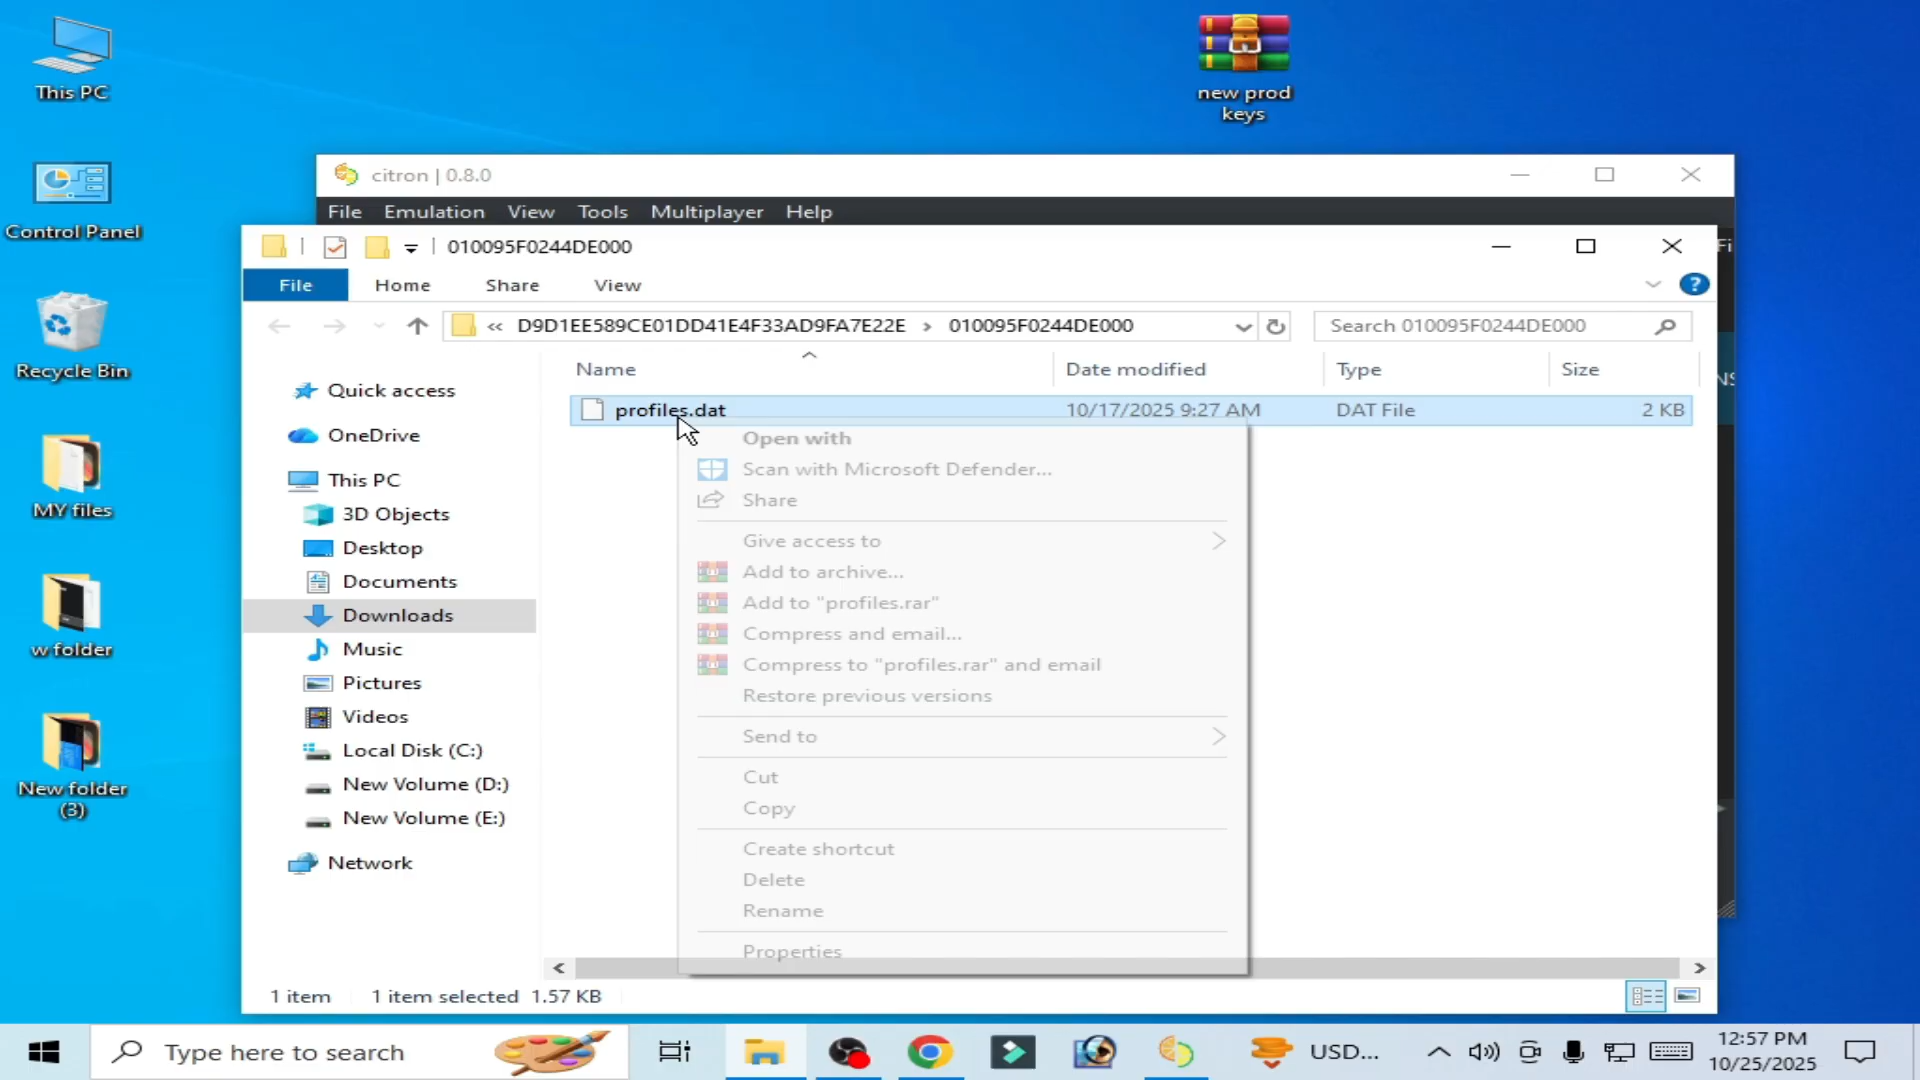 This PC
Control Panel
Recycle Bin
MY files
w folder
New folder
(3)
new prod
keys
citron | 0.8.0
File Emulation View Tools Multiplayer Help
010095F0244DE000
File Home Share View
D9D1EE589CE01DD41E4F33AD9FA7E22E › 010095F0244DE000
Search 010095F0244DE000
Name Date modified Type Size
profiles.dat 10/17/2025 9:27 AM DAT File 2 KB
Quick access
OneDrive
This PC
3D Objects
Desktop
Documents
Downloads
Music
Pictures
Videos
Local Disk (C:)
New Volume (D:)
New Volume (E:)
Network
Open with
Scan with Microsoft Defender...
Share
Give access to
Add to archive...
Add to "profiles.rar"
Compress and email...
Compress to "profiles.rar" and email
Restore previous versions
Send to
Cut
Copy
Create shortcut
Delete
Rename
Properties
1 item 1 item selected 1.57 KB
Type here to search
USD...
12:57 PM
10/25/2025